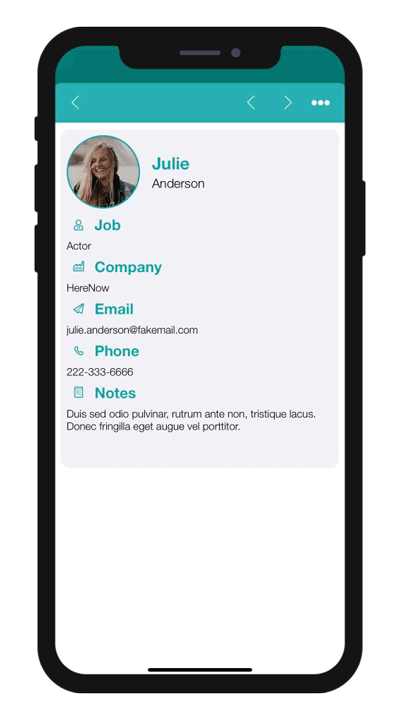 Julie
Anderson
Job
Actor
Company
HereNow
Email
julie.anderson@fakemail.com
Phone
222-333-6666
Notes
Duis sed odio pulvinar, rutrum ante non, tristique lacus.
Donec fringilla eget augue vel porttitor.